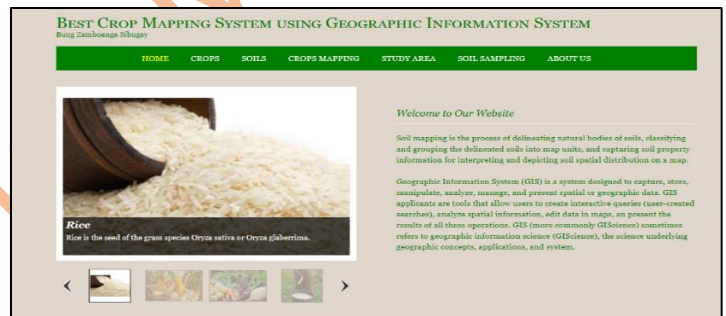 BEST CROP MAPPING SYSTEM USING GEOGRAPHIC INFORMATION SYSTEM
Buug Zamboanga Sibugay
HOME CROPS SOILS CROPS MAPPING STUDY AREA SOIL SAMPLING ABOUT US
Rice
Rice is the seed of the grass species Oryza sativa or Oryza glaberrima.
Welcome to Our Website
Soil mapping is the process of delineating natural bodies of soils, classifying
and grouping the delineated soils into map units, and capturing soil property
information for interpreting and depicting soil spatial distribution on a map.
Geographic Information System (GIS) is a system designed to capture, store,
manipulate, analyze, manage, and present spatial or geographic data. GIS
applicants are tools that allow users to create interactive queries (user-created
searches), analyze spatial information, edit data in maps, an present the
results of all these operations. GIS (more commonly GIScience) sometimes
refers to geographic information science (GIScience), the science underlying
geographic concepts, applications, and system.